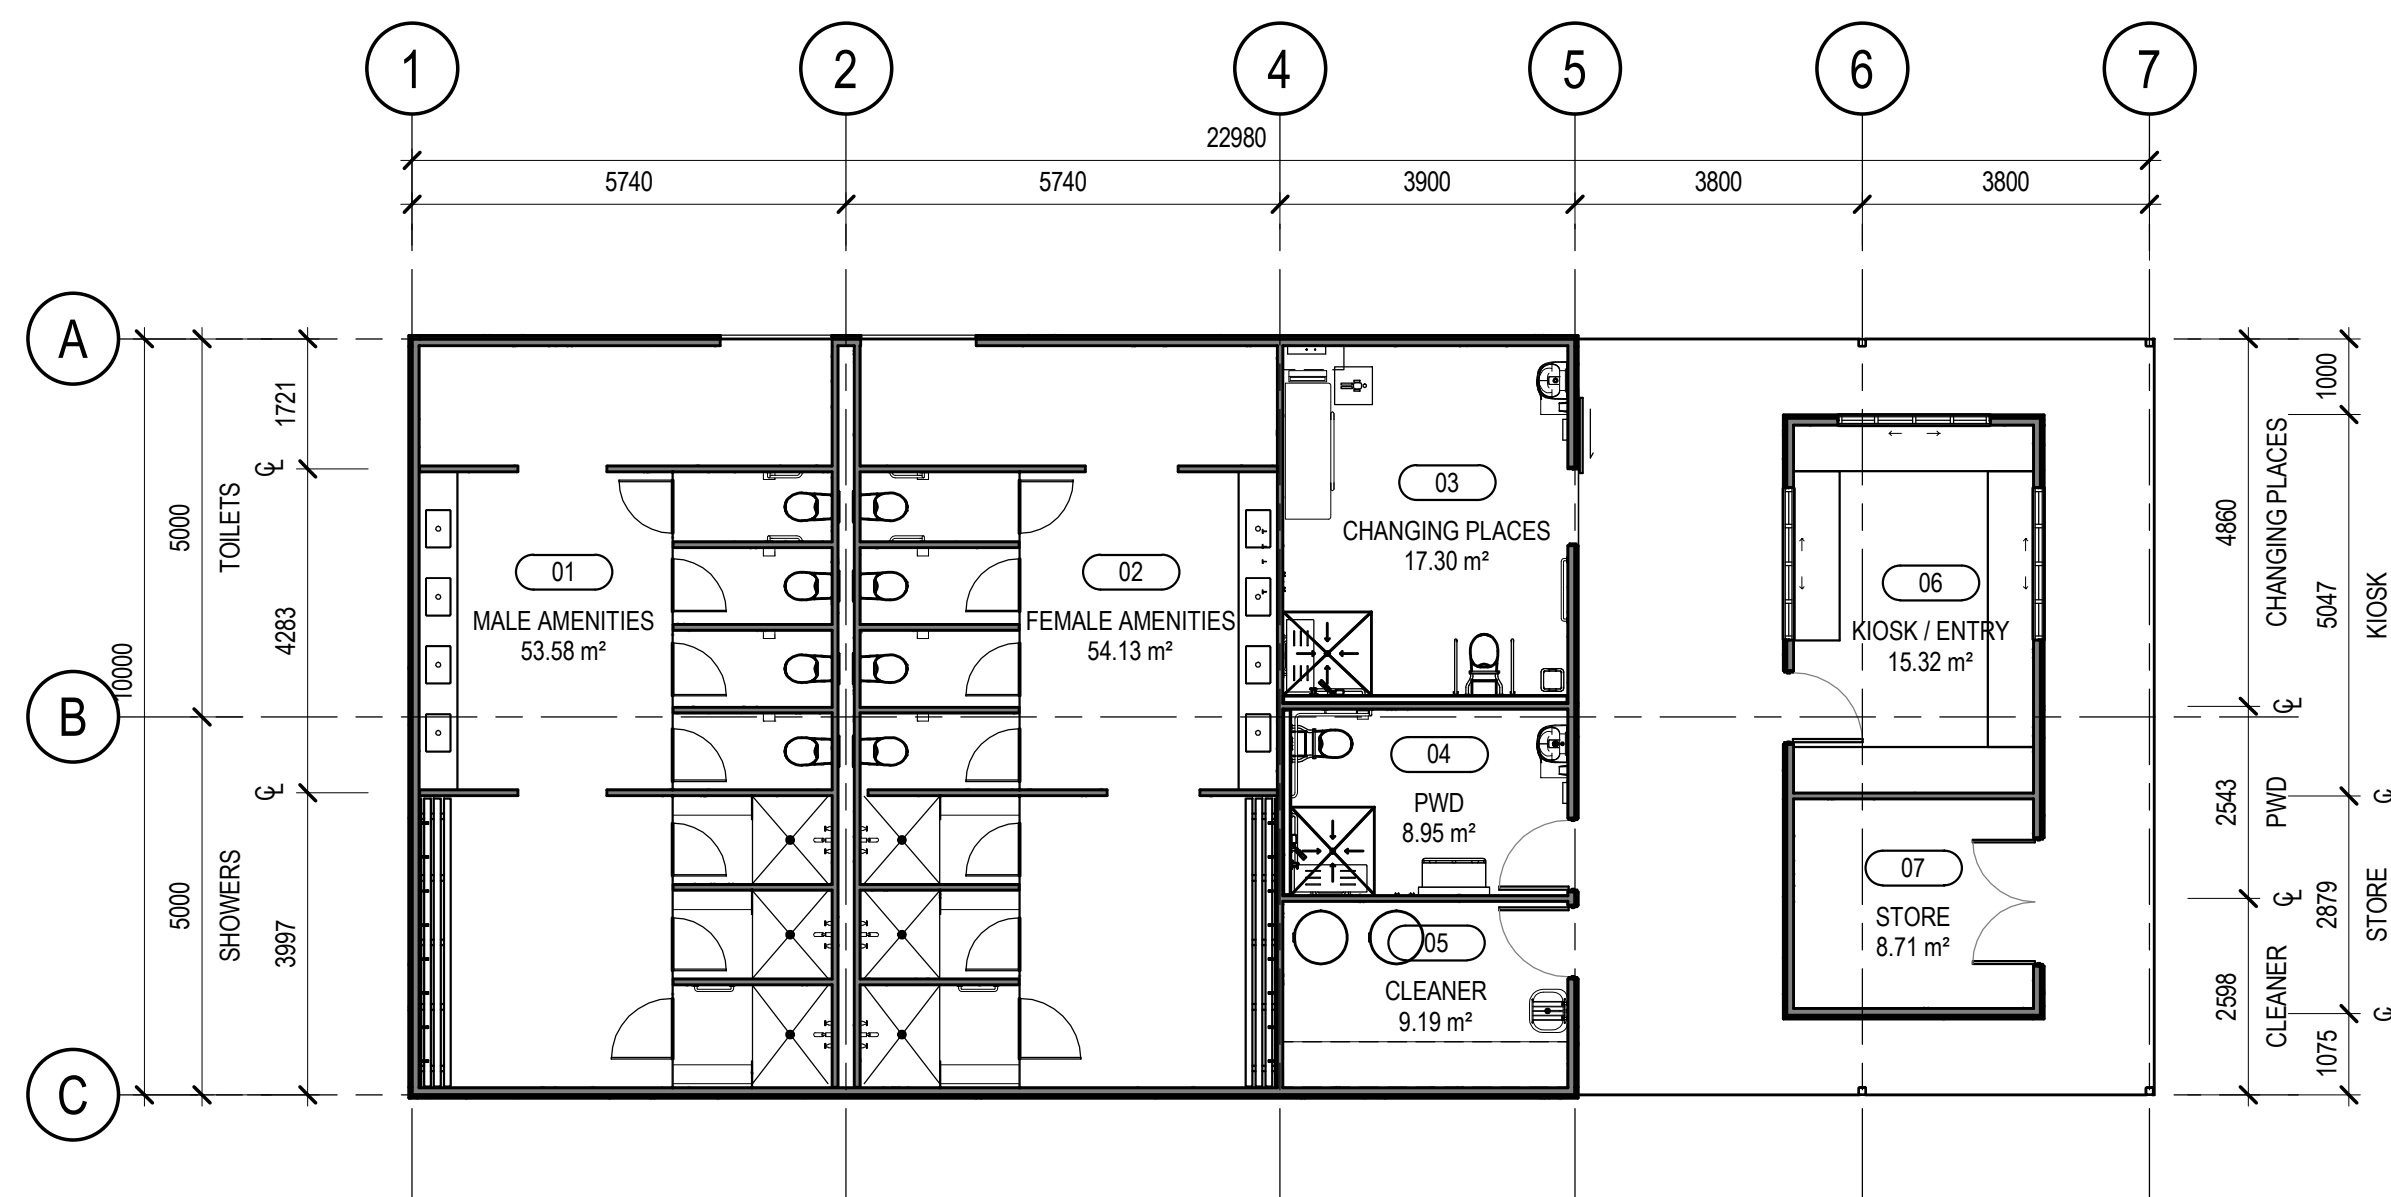 1
2
4
5
6
7
22980
5740
5740
3900
3800
3800
A
B
C
10000
5000
5000
TOILETS
SHOWERS
1721
4283
3997
℄
℄
01
MALE AMENITIES
53.58 m²
02
FEMALE AMENITIES
54.13 m²
03
CHANGING PLACES
17.30 m²
04
PWD
8.95 m²
05
CLEANER
9.19 m²
06
KIOSK / ENTRY
15.32 m²
07
STORE
8.71 m²
4860
2543
2598
CHANGING PLACES
PWD
CLEANER
℄
℄
1000
5047
2879
1075
KIOSK
STORE
℄
℄